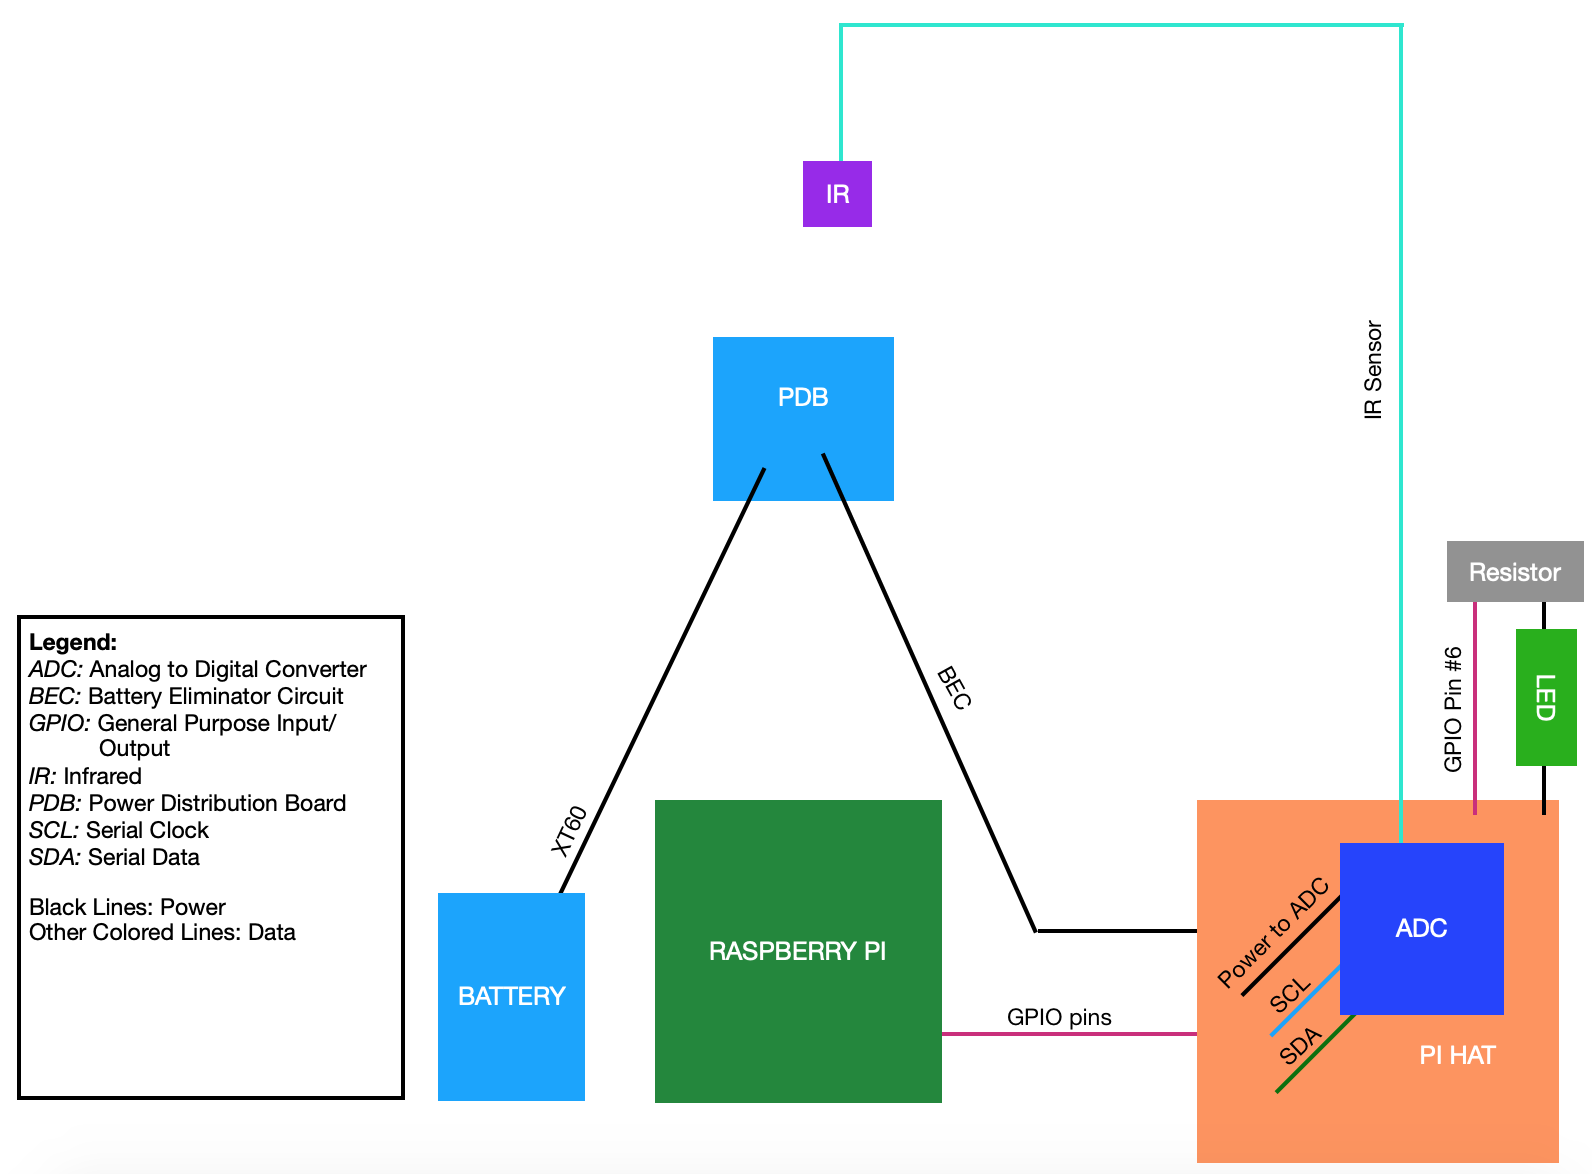 IR
PDB
IR Sensor
Resistor
GPIO Pin #6
LED
BEC
XT60
Legend:
ADC: Analog to Digital Converter
BEC: Battery Eliminator Circuit
GPIO: General Purpose Input/
Output
IR: Infrared
PDB: Power Distribution Board
SCL: Serial Clock
SDA: Serial Data
Black Lines: Power
Other Colored Lines: Data
BATTERY
RASPBERRY PI
GPIO pins
Power to ADC
SCL
SDA
ADC
PI HAT